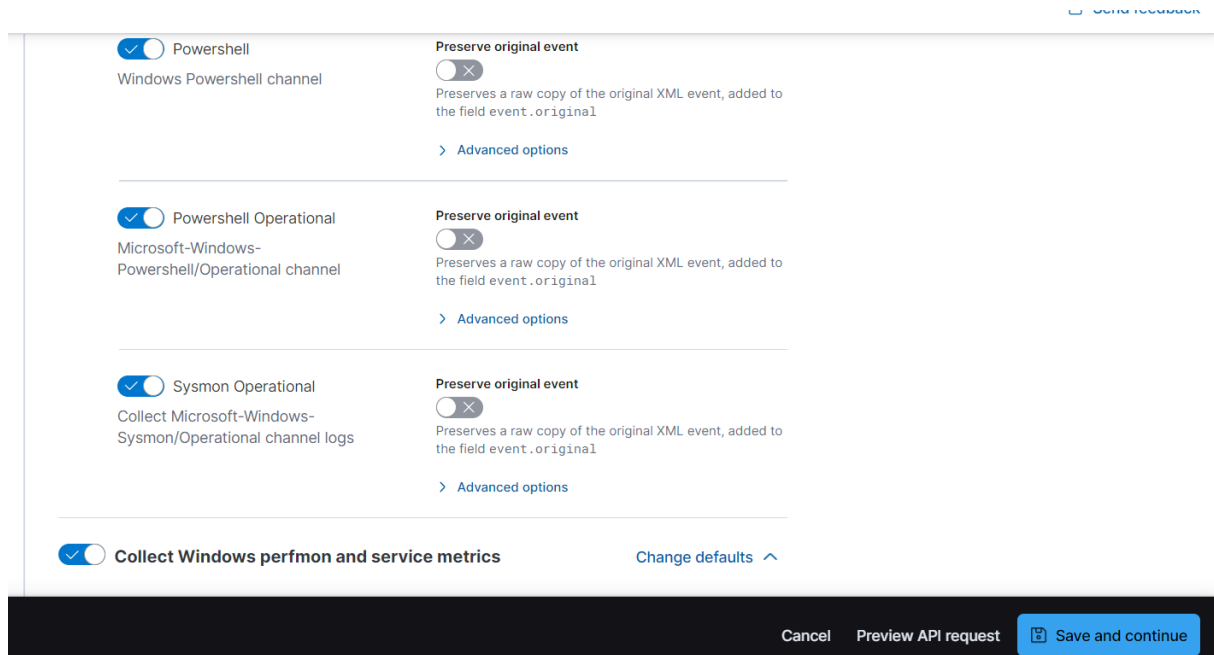 Send feedback
Powershell
Windows Powershell channel
Preserve original event
Preserves a raw copy of the original XML event, added to
the field event.original
Advanced options
Powershell Operational
Microsoft-Windows-
Powershell/Operational channel
Preserve original event
Preserves a raw copy of the original XML event, added to
the field event.original
Advanced options
Sysmon Operational
Collect Microsoft-Windows-
Sysmon/Operational channel logs
Preserve original event
Preserves a raw copy of the original XML event, added to
the field event.original
Advanced options
Collect Windows perfmon and service metrics
Change defaults
Cancel
Preview API request
Save and continue